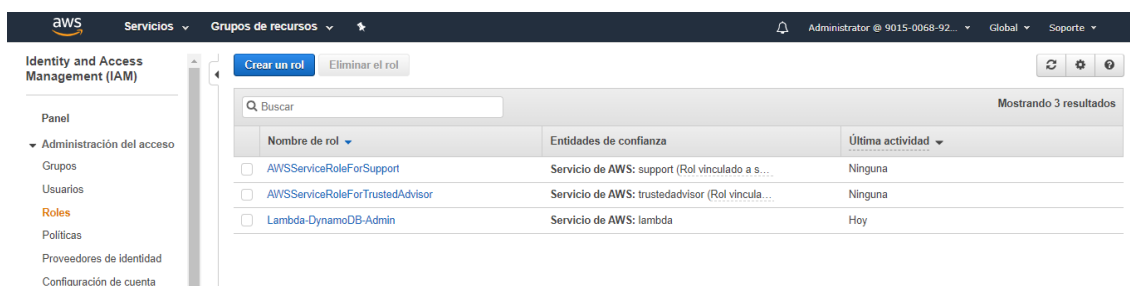 aws Servicios Grupos de recursos Administrator @ 9015-0068-92... Global Soporte
Identity and Access
Management (IAM)
Panel
Administración del acceso
Grupos
Usuarios
Roles
Políticas
Proveedores de identidad
Configuración de cuenta
Crear un rol Eliminar el rol
Buscar Mostrando 3 resultados
Nombre de rol Entidades de confianza Última actividad
AWSServiceRoleForSupport Servicio de AWS: support (Rol vinculado a s... Ninguna
AWSServiceRoleForTrustedAdvisor Servicio de AWS: trustedadvisor (Rol vincula... Ninguna
Lambda-DynamoDB-Admin Servicio de AWS: lambda Hoy